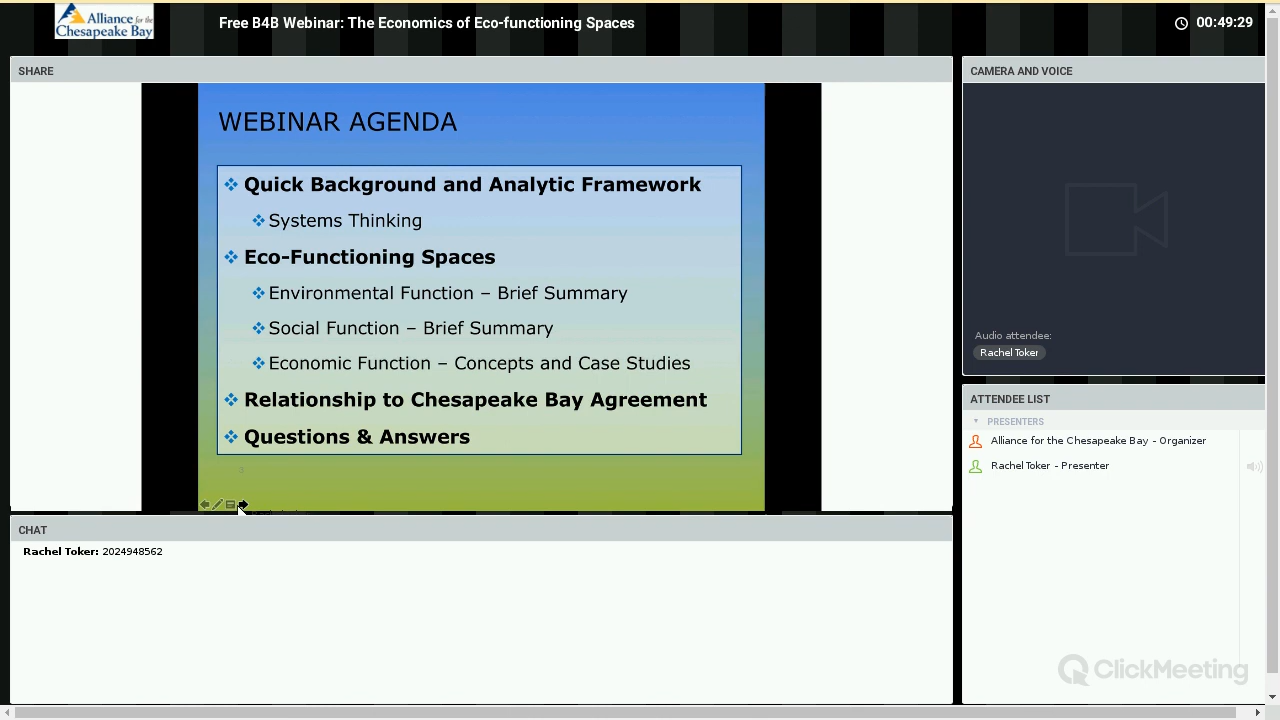 Alliance for the
Chesapeake Bay
Free B4B Webinar: The Economics of Eco-functioning Spaces
00:49:29
SHARE
WEBINAR AGENDA
Quick Background and Analytic Framework
Systems Thinking
Eco-Functioning Spaces
Environmental Function – Brief Summary
Social Function – Brief Summary
Economic Function – Concepts and Case Studies
Relationship to Chesapeake Bay Agreement
Questions & Answers
CAMERA AND VOICE
Audio attendee:
Rachel Toker
ATTENDEE LIST
PRESENTERS
Alliance for the Chesapeake Bay - Organizer
Rachel Toker - Presenter
CHAT
Rachel Toker: 2024948562
ClickMeeting